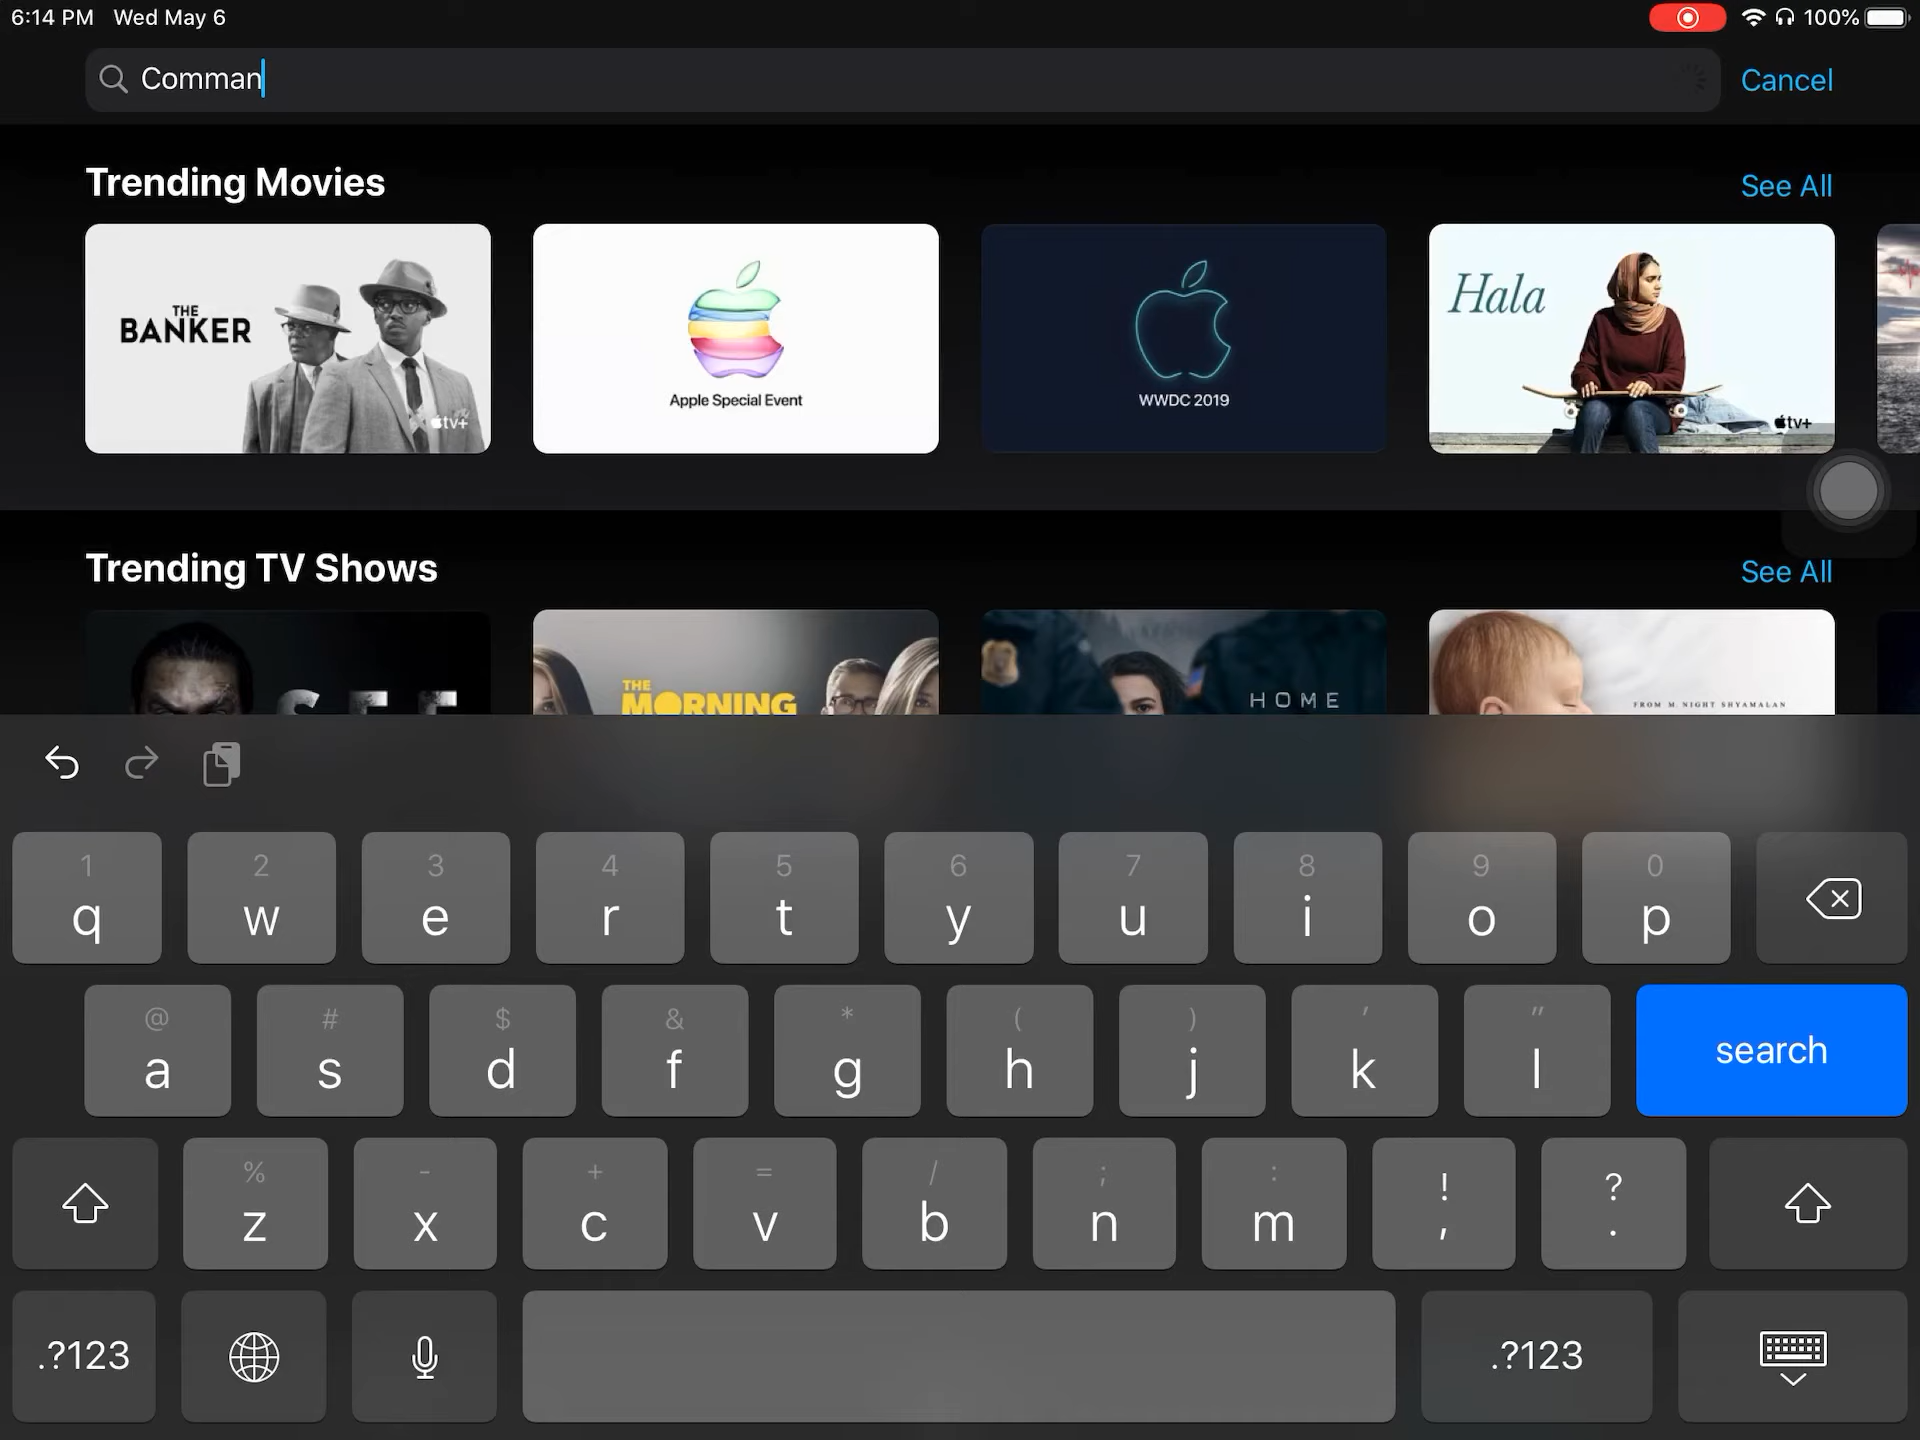 6:14 PM Wed May 6
100%
Comman
Cancel
Trending Movies
See All
THE
BANKER
tv+
Apple Special Event
WWDC 2019
Hala
tv+
Trending TV Shows
See All
SEE
THE
MORNING
HOME
FROM M. NIGHT SHYAMALAN
1 2 3 4 5 6 7 8 9 0
q w e r t y u i o p
@ # $ & * ( ) ' "
a s d f g h j k l search
% - + = / ; : ! ?
z x c v b n m , .
.?123 .?123